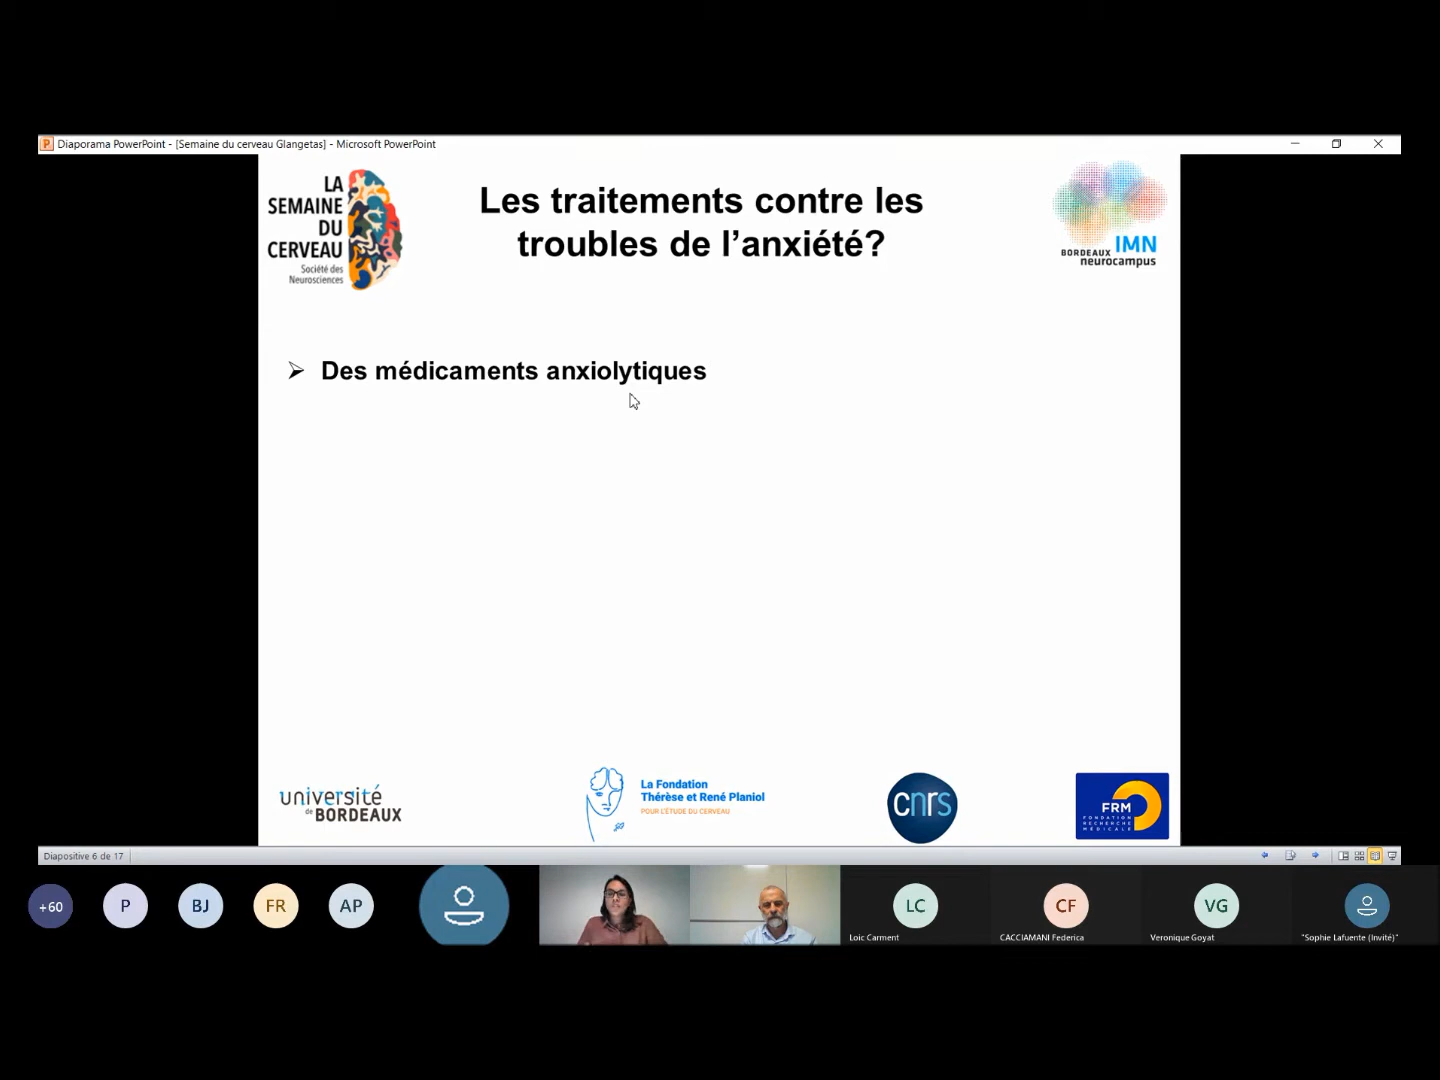 Diaporama PowerPoint - [Semaine du cerveau Glangetas] - Microsoft PowerPoint
LA
SEMAINE
DU
CERVEAU
Société des
Neurosciences
Les traitements contre les
troubles de l'anxiété?
BORDEAUX IMN
neurocampus
➢ Des médicaments anxiolytiques
université
de BORDEAUX
La Fondation
Thérèse et René Planiol
POUR L'ÉTUDE DU CERVEAU
cnrs
FRM
FONDATION
RECHERCHE
MÉDICALE
Diapositive 6 de 17
+60
P
BJ
FR
AP
LC
CF
VG
Loic Carment
CACCIAMANI Federica
Veronique Goyat
"Sophie Lafuente (Invité)"